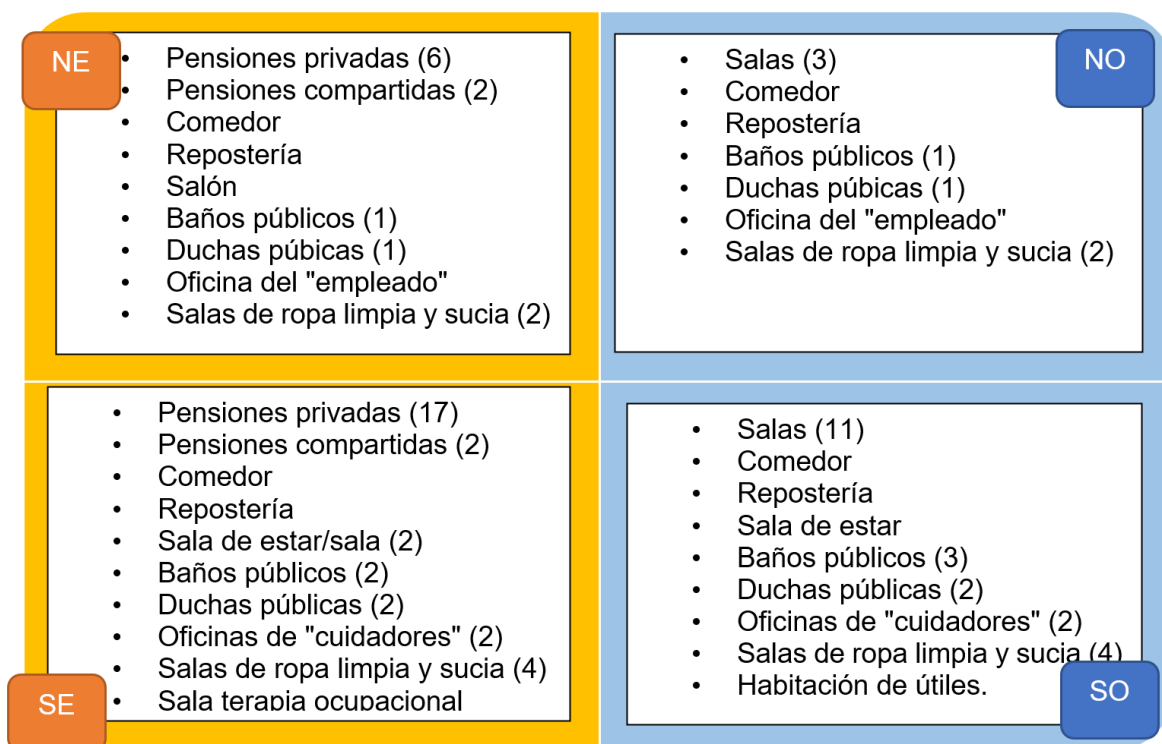 NE
• Pensiones privadas (6)
• Pensiones compartidas (2)
• Comedor
• Repostería
• Salón
• Baños públicos (1)
• Duchas púbicas (1)
• Oficina del "empleado"
• Salas de ropa limpia y sucia (2)
NO
• Salas (3)
• Comedor
• Repostería
• Baños públicos (1)
• Duchas púbicas (1)
• Oficina del "empleado"
• Salas de ropa limpia y sucia (2)
SE
• Pensiones privadas (17)
• Pensiones compartidas (2)
• Comedor
• Repostería
• Sala de estar/sala (2)
• Baños públicos (2)
• Duchas públicas (2)
• Oficinas de "cuidadores" (2)
• Salas de ropa limpia y sucia (4)
• Sala terapia ocupacional
SO
• Salas (11)
• Comedor
• Repostería
• Sala de estar
• Baños públicos (3)
• Duchas públicas (2)
• Oficinas de "cuidadores" (2)
• Salas de ropa limpia y sucia (4)
• Habitación de útiles.